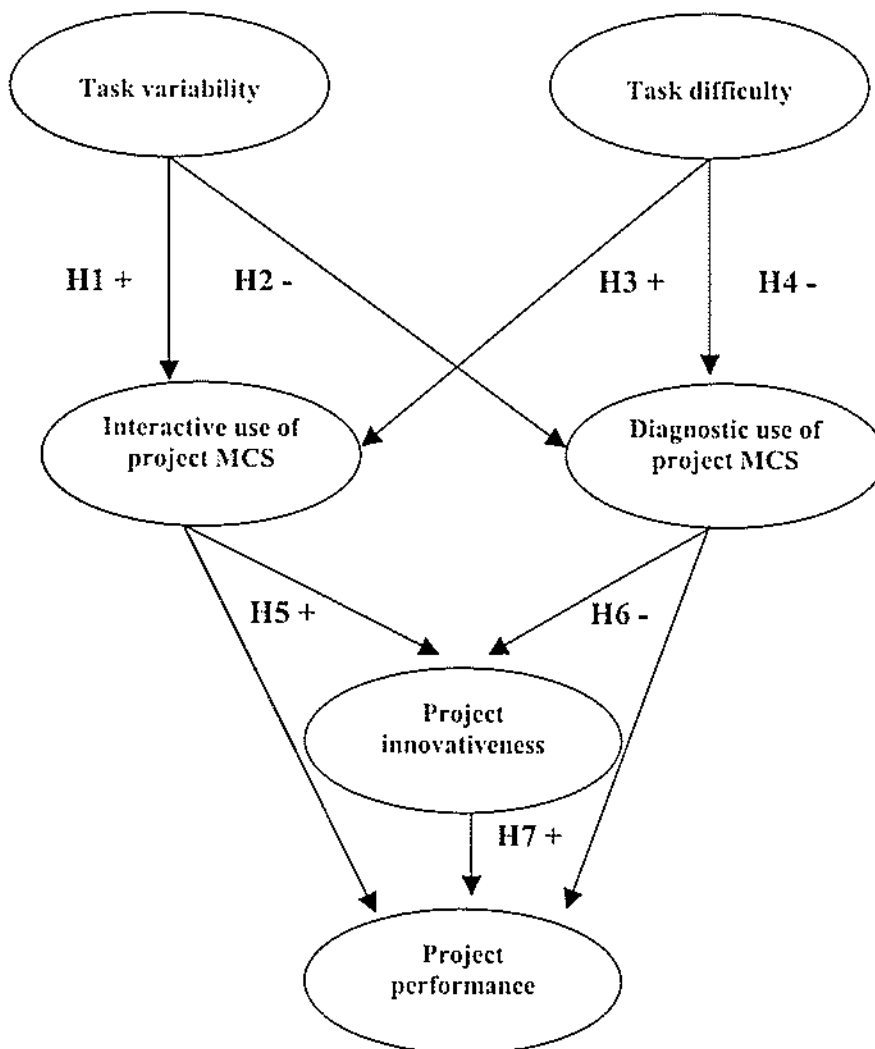 Task variability
Task difficulty
H1 +
H2 -
H3 +
H4 -
Interactive use of
project MCS
Diagnostic use of
project MCS
H5 +
H6 -
Project
innovativeness
H7 +
Project
performance